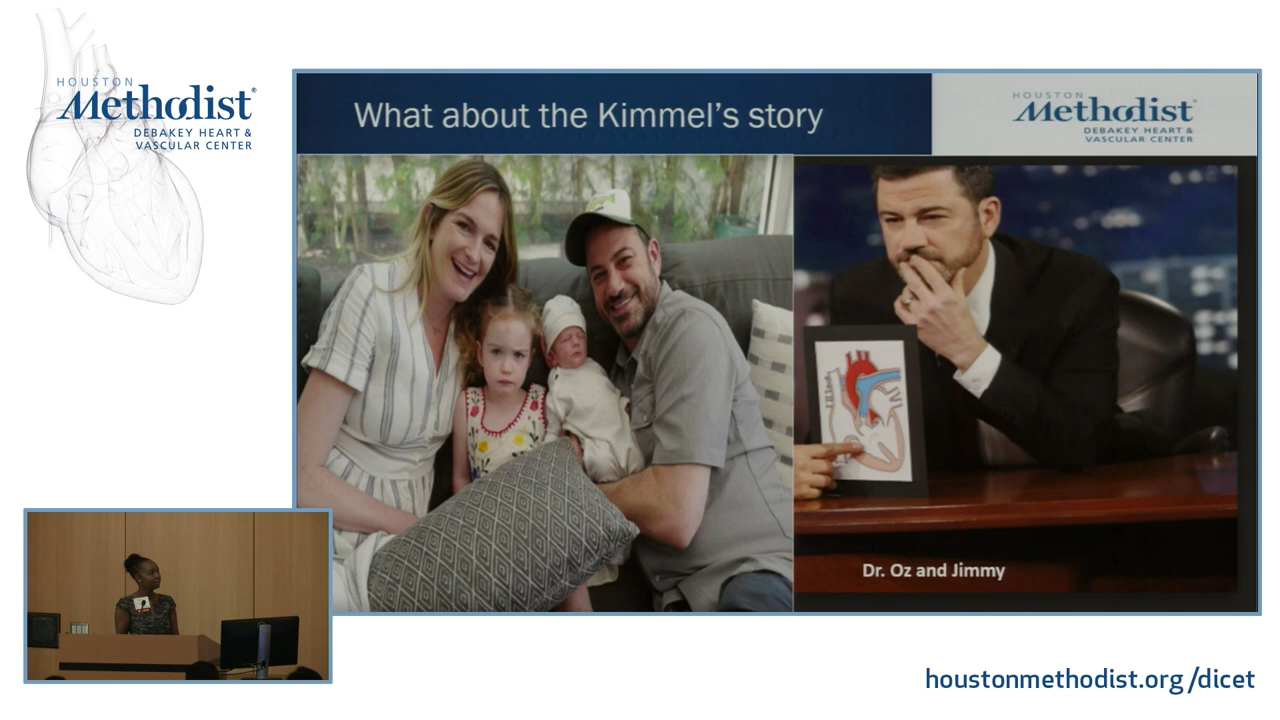 HOUSTON
Methodist®
DEBAKEY HEART &
VASCULAR CENTER
What about the Kimmel's story
HOUSTON
Methodist
DEBAKEY HEART &
VASCULAR CENTER
Dr. Oz and Jimmy
houstonmethodist.org/dicet